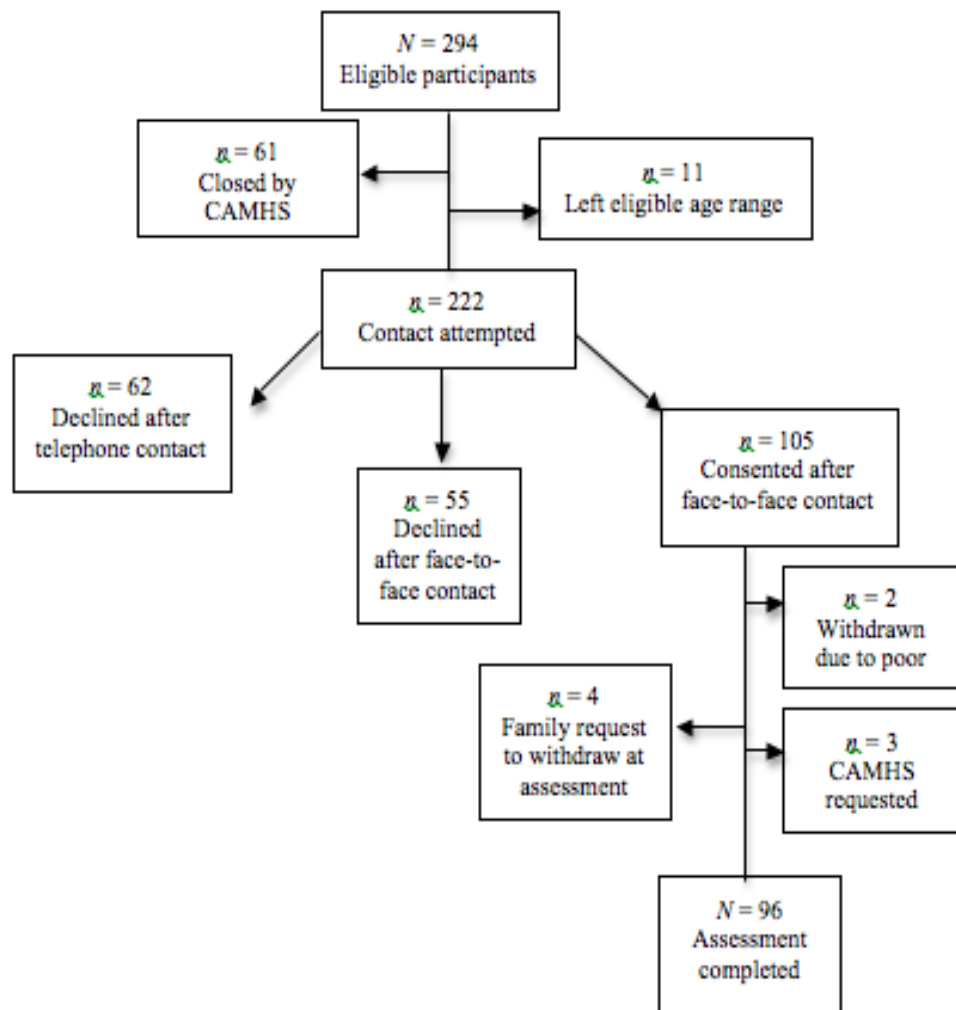 N = 294
Eligible participants
n = 61
Closed by
CAMHS
n = 11
Left eligible age range
n = 222
Contact attempted
n = 62
Declined after
telephone contact
n = 55
Declined
after face-to-
face contact
n = 105
Consented after
face-to-face contact
n = 2
Withdrawn
due to poor
n = 4
Family request
to withdraw at
assessment
n = 3
CAMHS
requested
N = 96
Assessment
completed